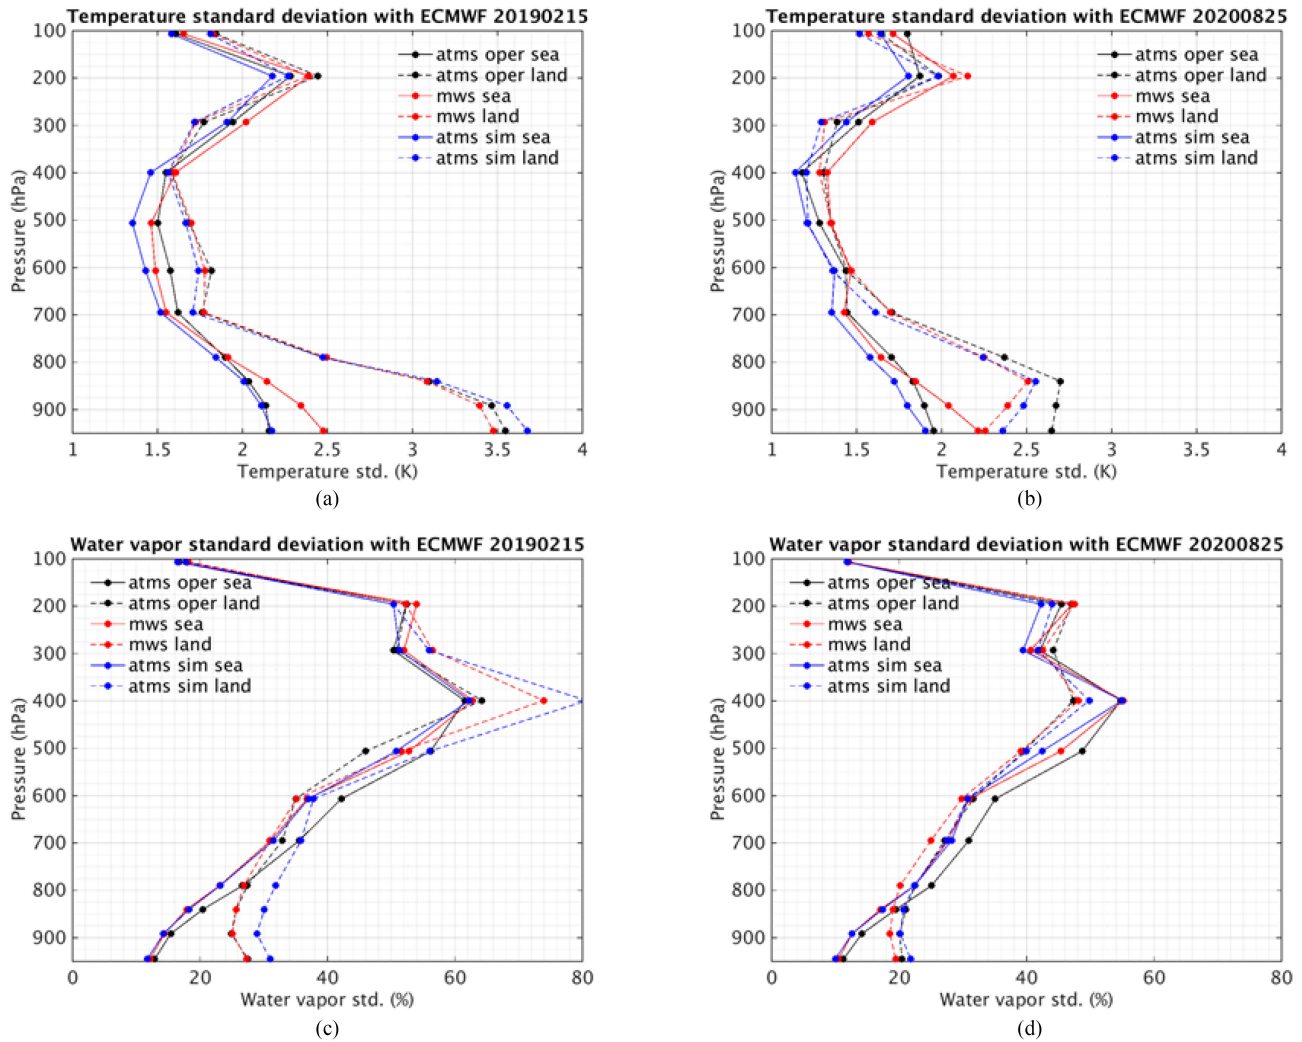 Temperature standard deviation with ECMWF 20190215
100
200
300
400
500
600
700
800
900
Pressure (hPa)
atms oper sea
atms oper land
mws sea
mws land
atms sim sea
atms sim land
1
1.5
2
2.5
3
3.5
4
Temperature std. (K)
(a)
Temperature standard deviation with ECMWF 20200825
100
200
300
400
500
600
700
800
900
Pressure (hPa)
atms oper sea
atms oper land
mws sea
mws land
atms sim sea
atms sim land
1
1.5
2
2.5
3
3.5
4
Temperature std. (K)
(b)
Water vapor standard deviation with ECMWF 20190215
100
200
300
400
500
600
700
800
900
Pressure (hPa)
atms oper sea
atms oper land
mws sea
mws land
atms sim sea
atms sim land
0
20
40
60
80
Water vapor std. (%)
(c)
Water vapor standard deviation with ECMWF 20200825
100
200
300
400
500
600
700
800
900
Pressure (hPa)
atms oper sea
atms oper land
mws sea
mws land
atms sim sea
atms sim land
0
20
40
60
80
Water vapor std. (%)
(d)